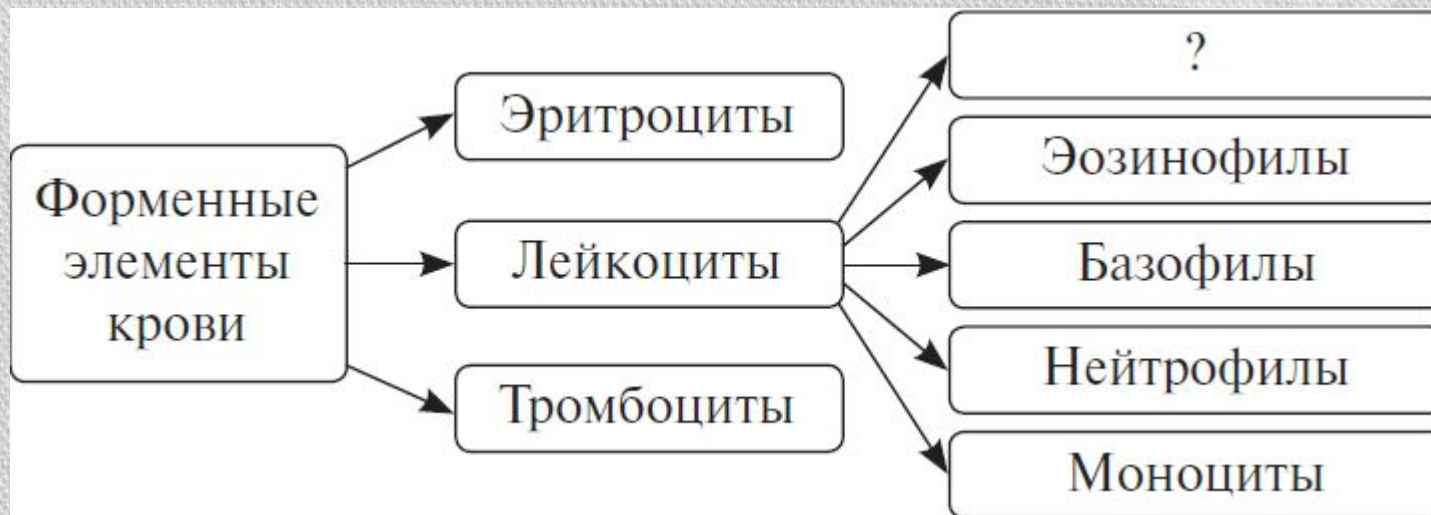 Форменные
элементы
крови
Эритроциты
Лейкоциты
Тромбоциты
?
Эозинофилы
Базофилы
Нейтрофилы
Моноциты